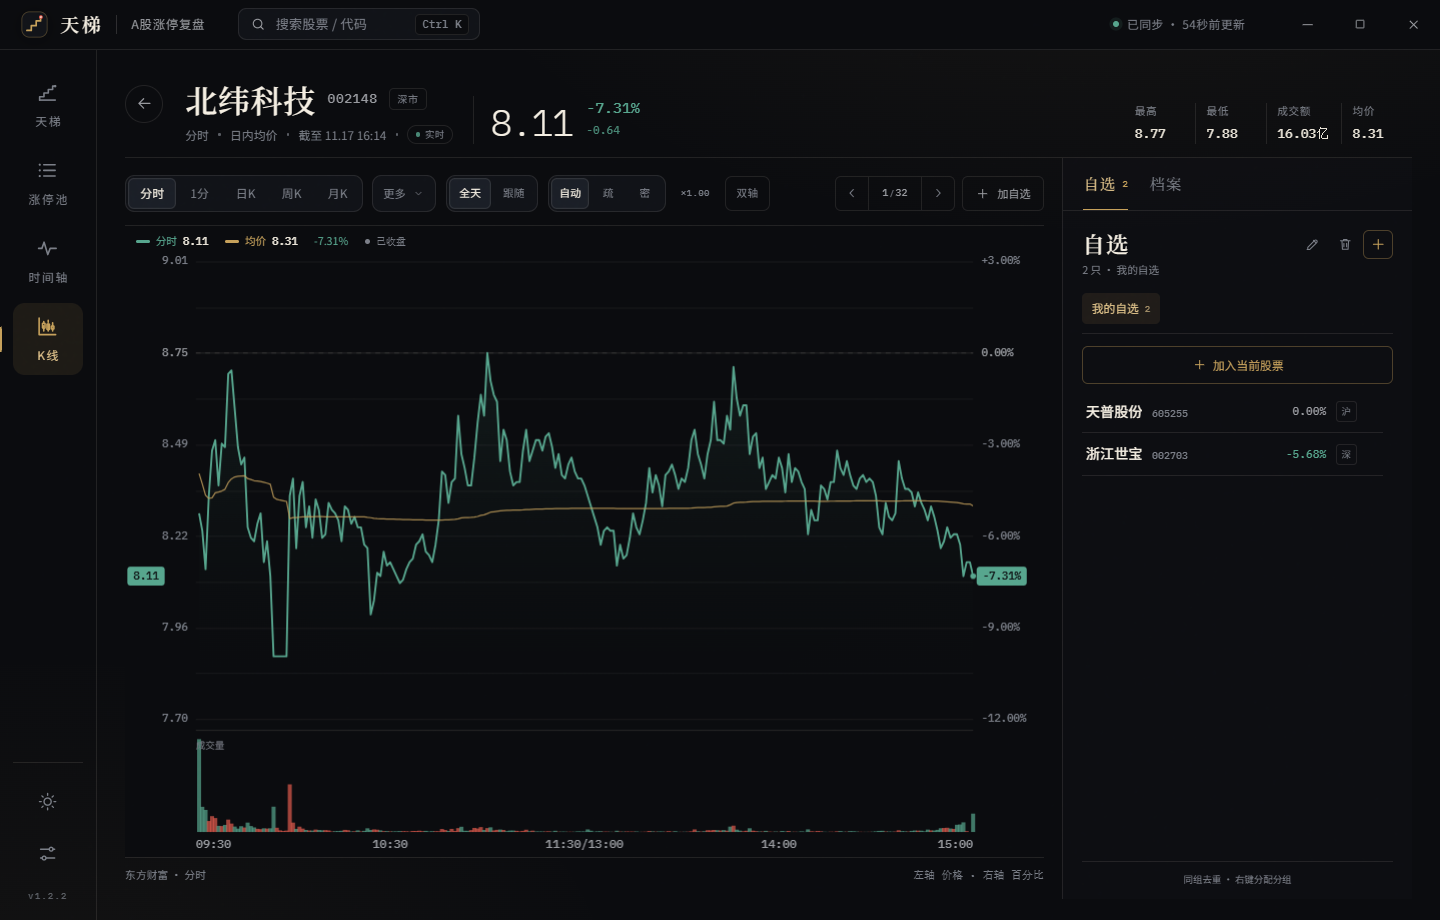 天梯 A股涨停复盘 搜索股票 / 代码 Ctrl K 已同步 · 54秒前更新
天梯
涨停池
时间轴
K线
v1.2.2
北纬科技 002148 深市
分时 · 日内均价 · 截至 11.17 16:14 · 实时
8.11 -7.31%
-0.64
最高 最低 成交额 均价
8.77 7.88 16.03亿 8.31
分时 1分 日K 周K 月K 更多 全天 跟随 自动 疏 密 ×1.00 双轴 1/32 加自选
分时 8.11 均价 8.31 -7.31% 已收盘
9.01 +3.00%
8.75 0.00%
8.49 -3.00%
8.22 -6.00%
8.11 -7.31%
7.96 -9.00%
7.70 -12.00%
成交量
09:30 10:30 11:30/13:00 14:00 15:00
东方财富 · 分时 左轴 价格 · 右轴 百分比
自选 2 档案
自选
2 只 · 我的自选
我的自选 2
加入当前股票
天普股份 605255 0.00% 沪
浙江世宝 002703 -5.68% 深
同组去重 · 右键分配分组